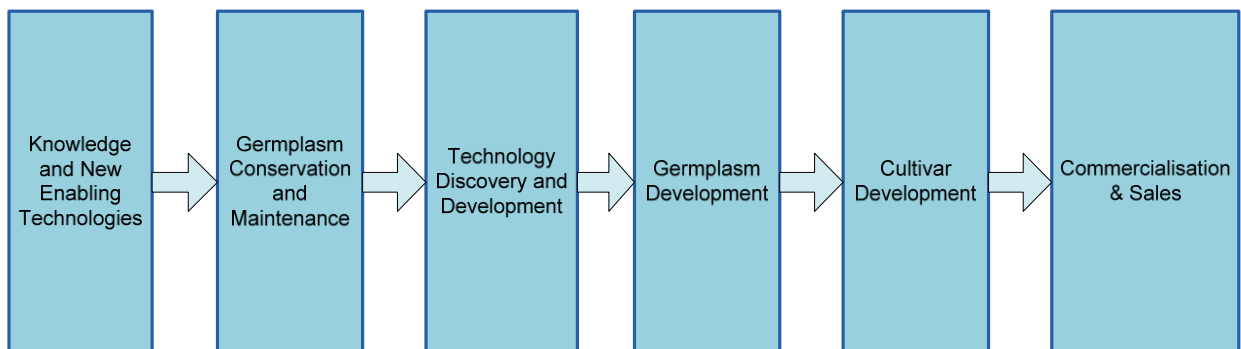 Knowledge
and New
Enabling
Technologies
Germplasm
Conservation
and
Maintenance
Technology
Discovery and
Development
Germplasm
Development
Cultivar
Development
Commercialisation
& Sales